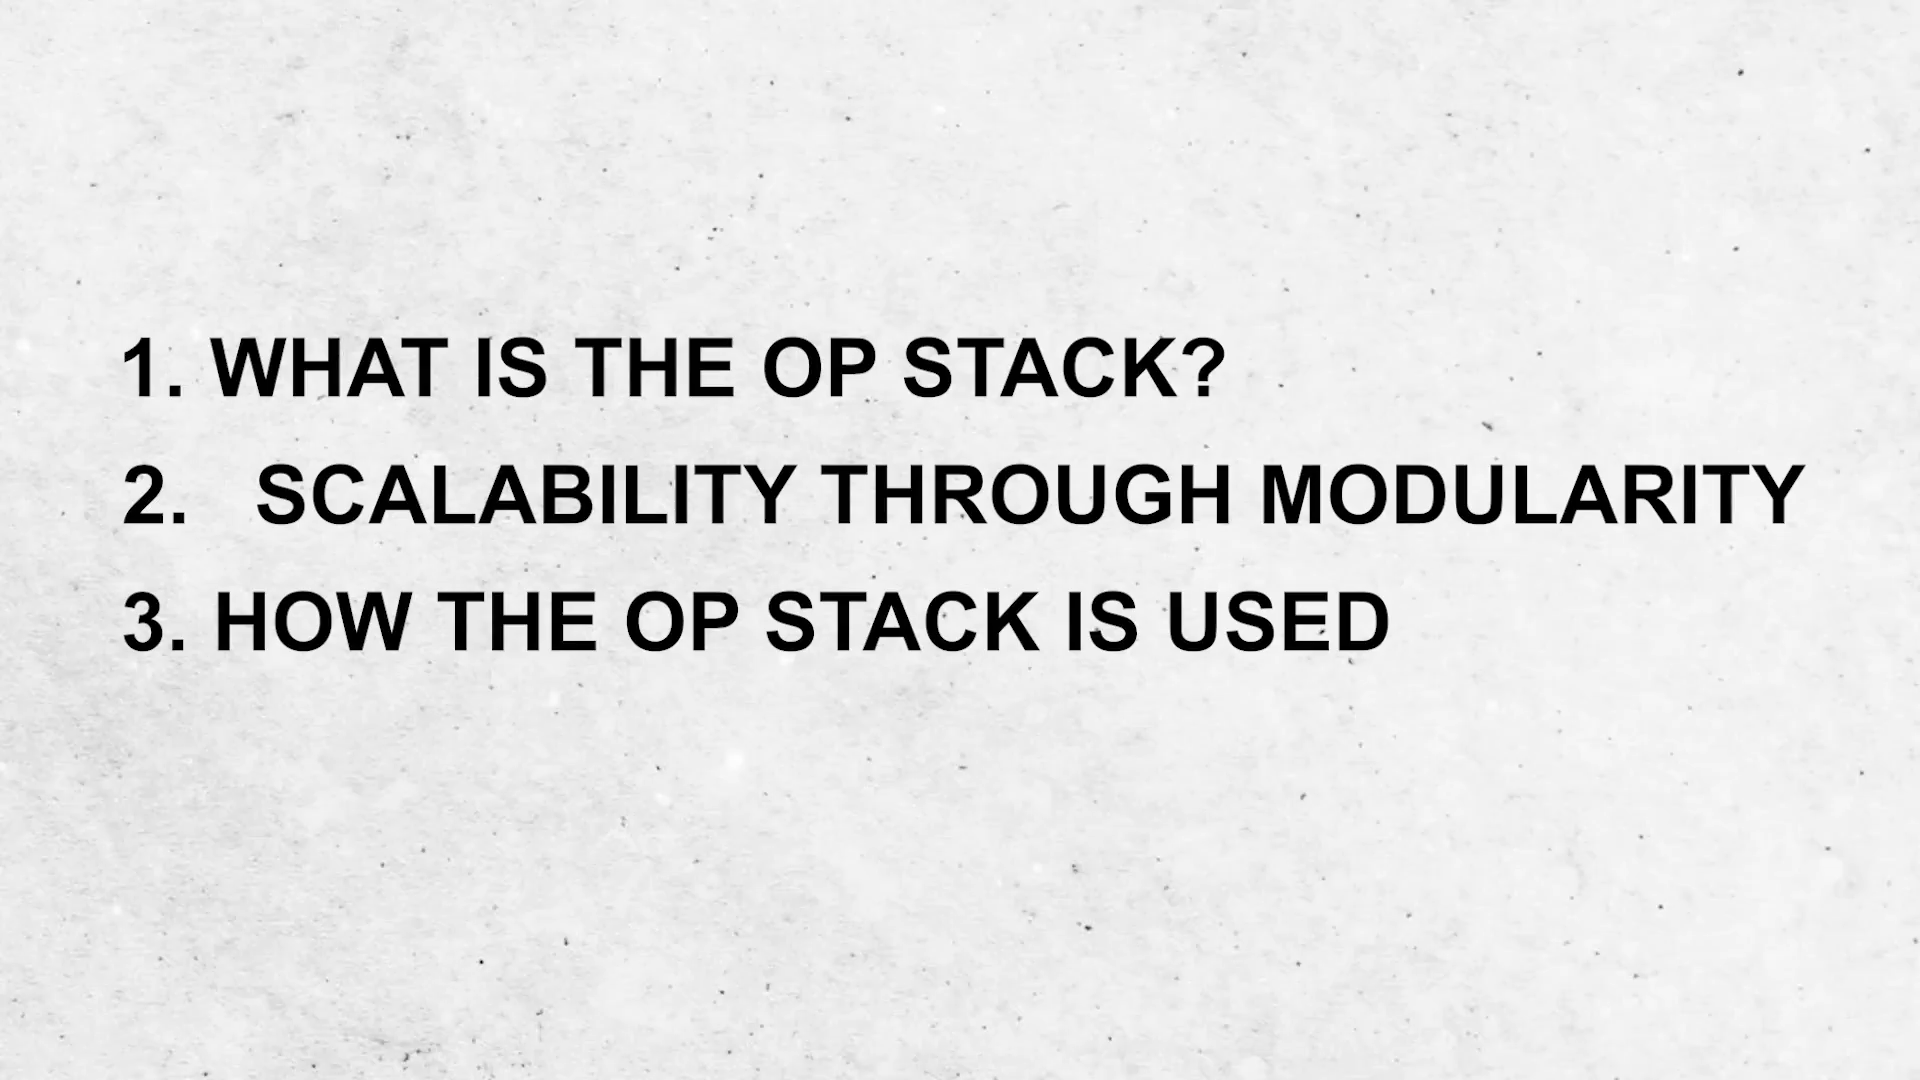 1. WHAT IS THE OP STACK?
2. SCALABILITY THROUGH MODULARITY
3. HOW THE OP STACK IS USED